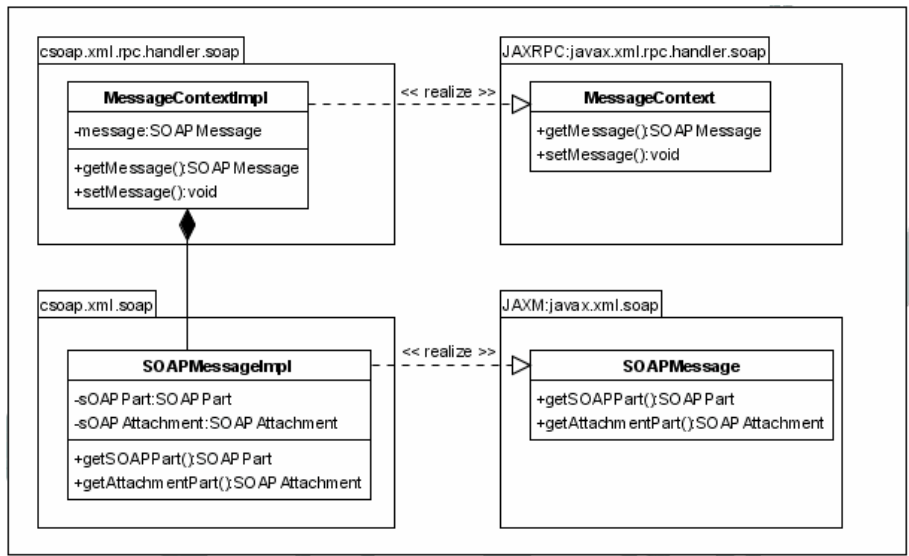 csoap.xml.rpc.handler.soap
JAXRPC:javax.xml.rpc.handler.soap
MessageContextImpl
-message:SOAPMessage
+getMessage():SOAPMessage
+setMessage():void
<< realize >>
MessageContext
+getMessage():SOAPMessage
+setMessage():void
csoap.xml.soap
JAXM:javax.xml.soap
SOAPMessageImpl
-sOAPPart:SOAPPart
-sOAPAttachment:SOAPAttachment
+getSOAPPart():SOAPPart
+getAttachmentPart():SOAPAttachment
<< realize >>
SOAPMessage
+getSOAPPart():SOAPPart
+getAttachmentPart():SOAPAttachment